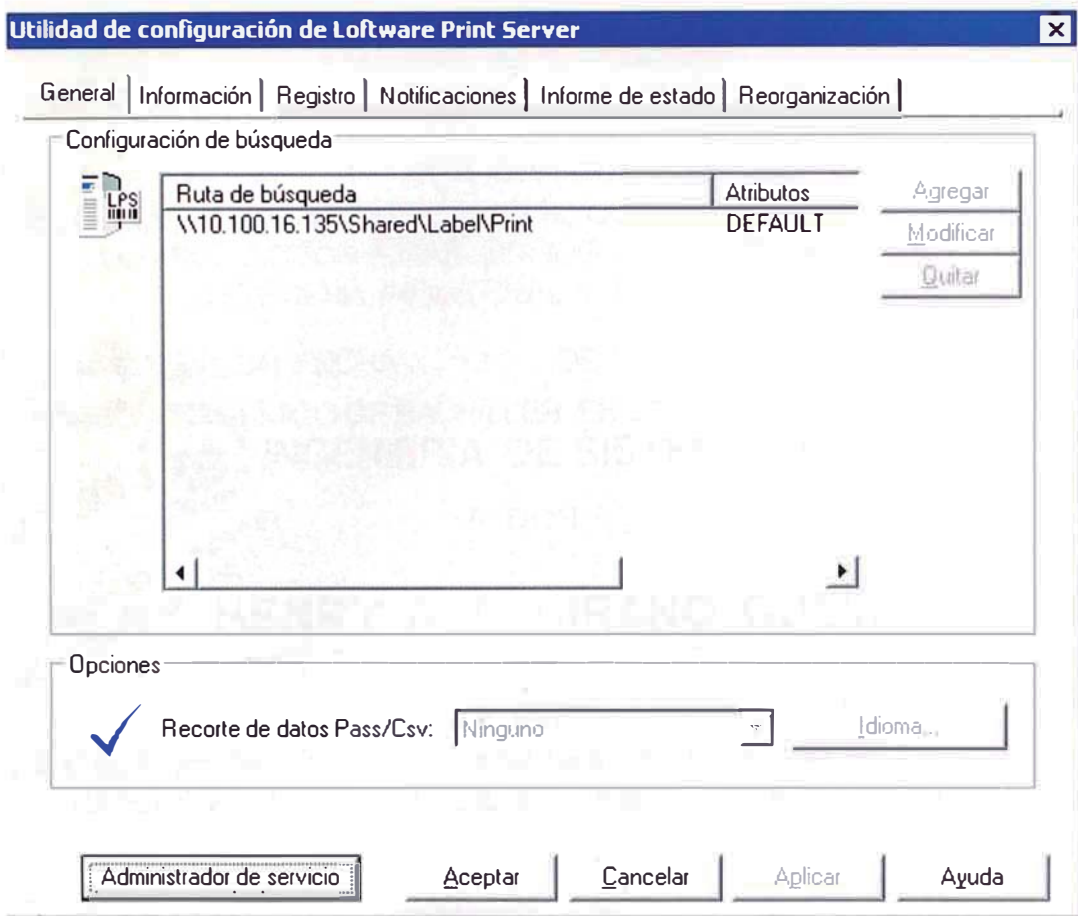 Utilidad de configuración de Loftware Print Server
General Información Registro Notificaciones Informe de estado Reorganización
Configuración de búsqueda
LPS
Ruta de búsqueda Atributos Agregar
\\10.100.16.135\Shared\Label\Print DEFAULT Modificar
Quitar
Opciones
Recorte de datos Pass/Csv: Ninguno Idioma...
Administrador de servicio Aceptar Cancelar Aplicar Ayuda